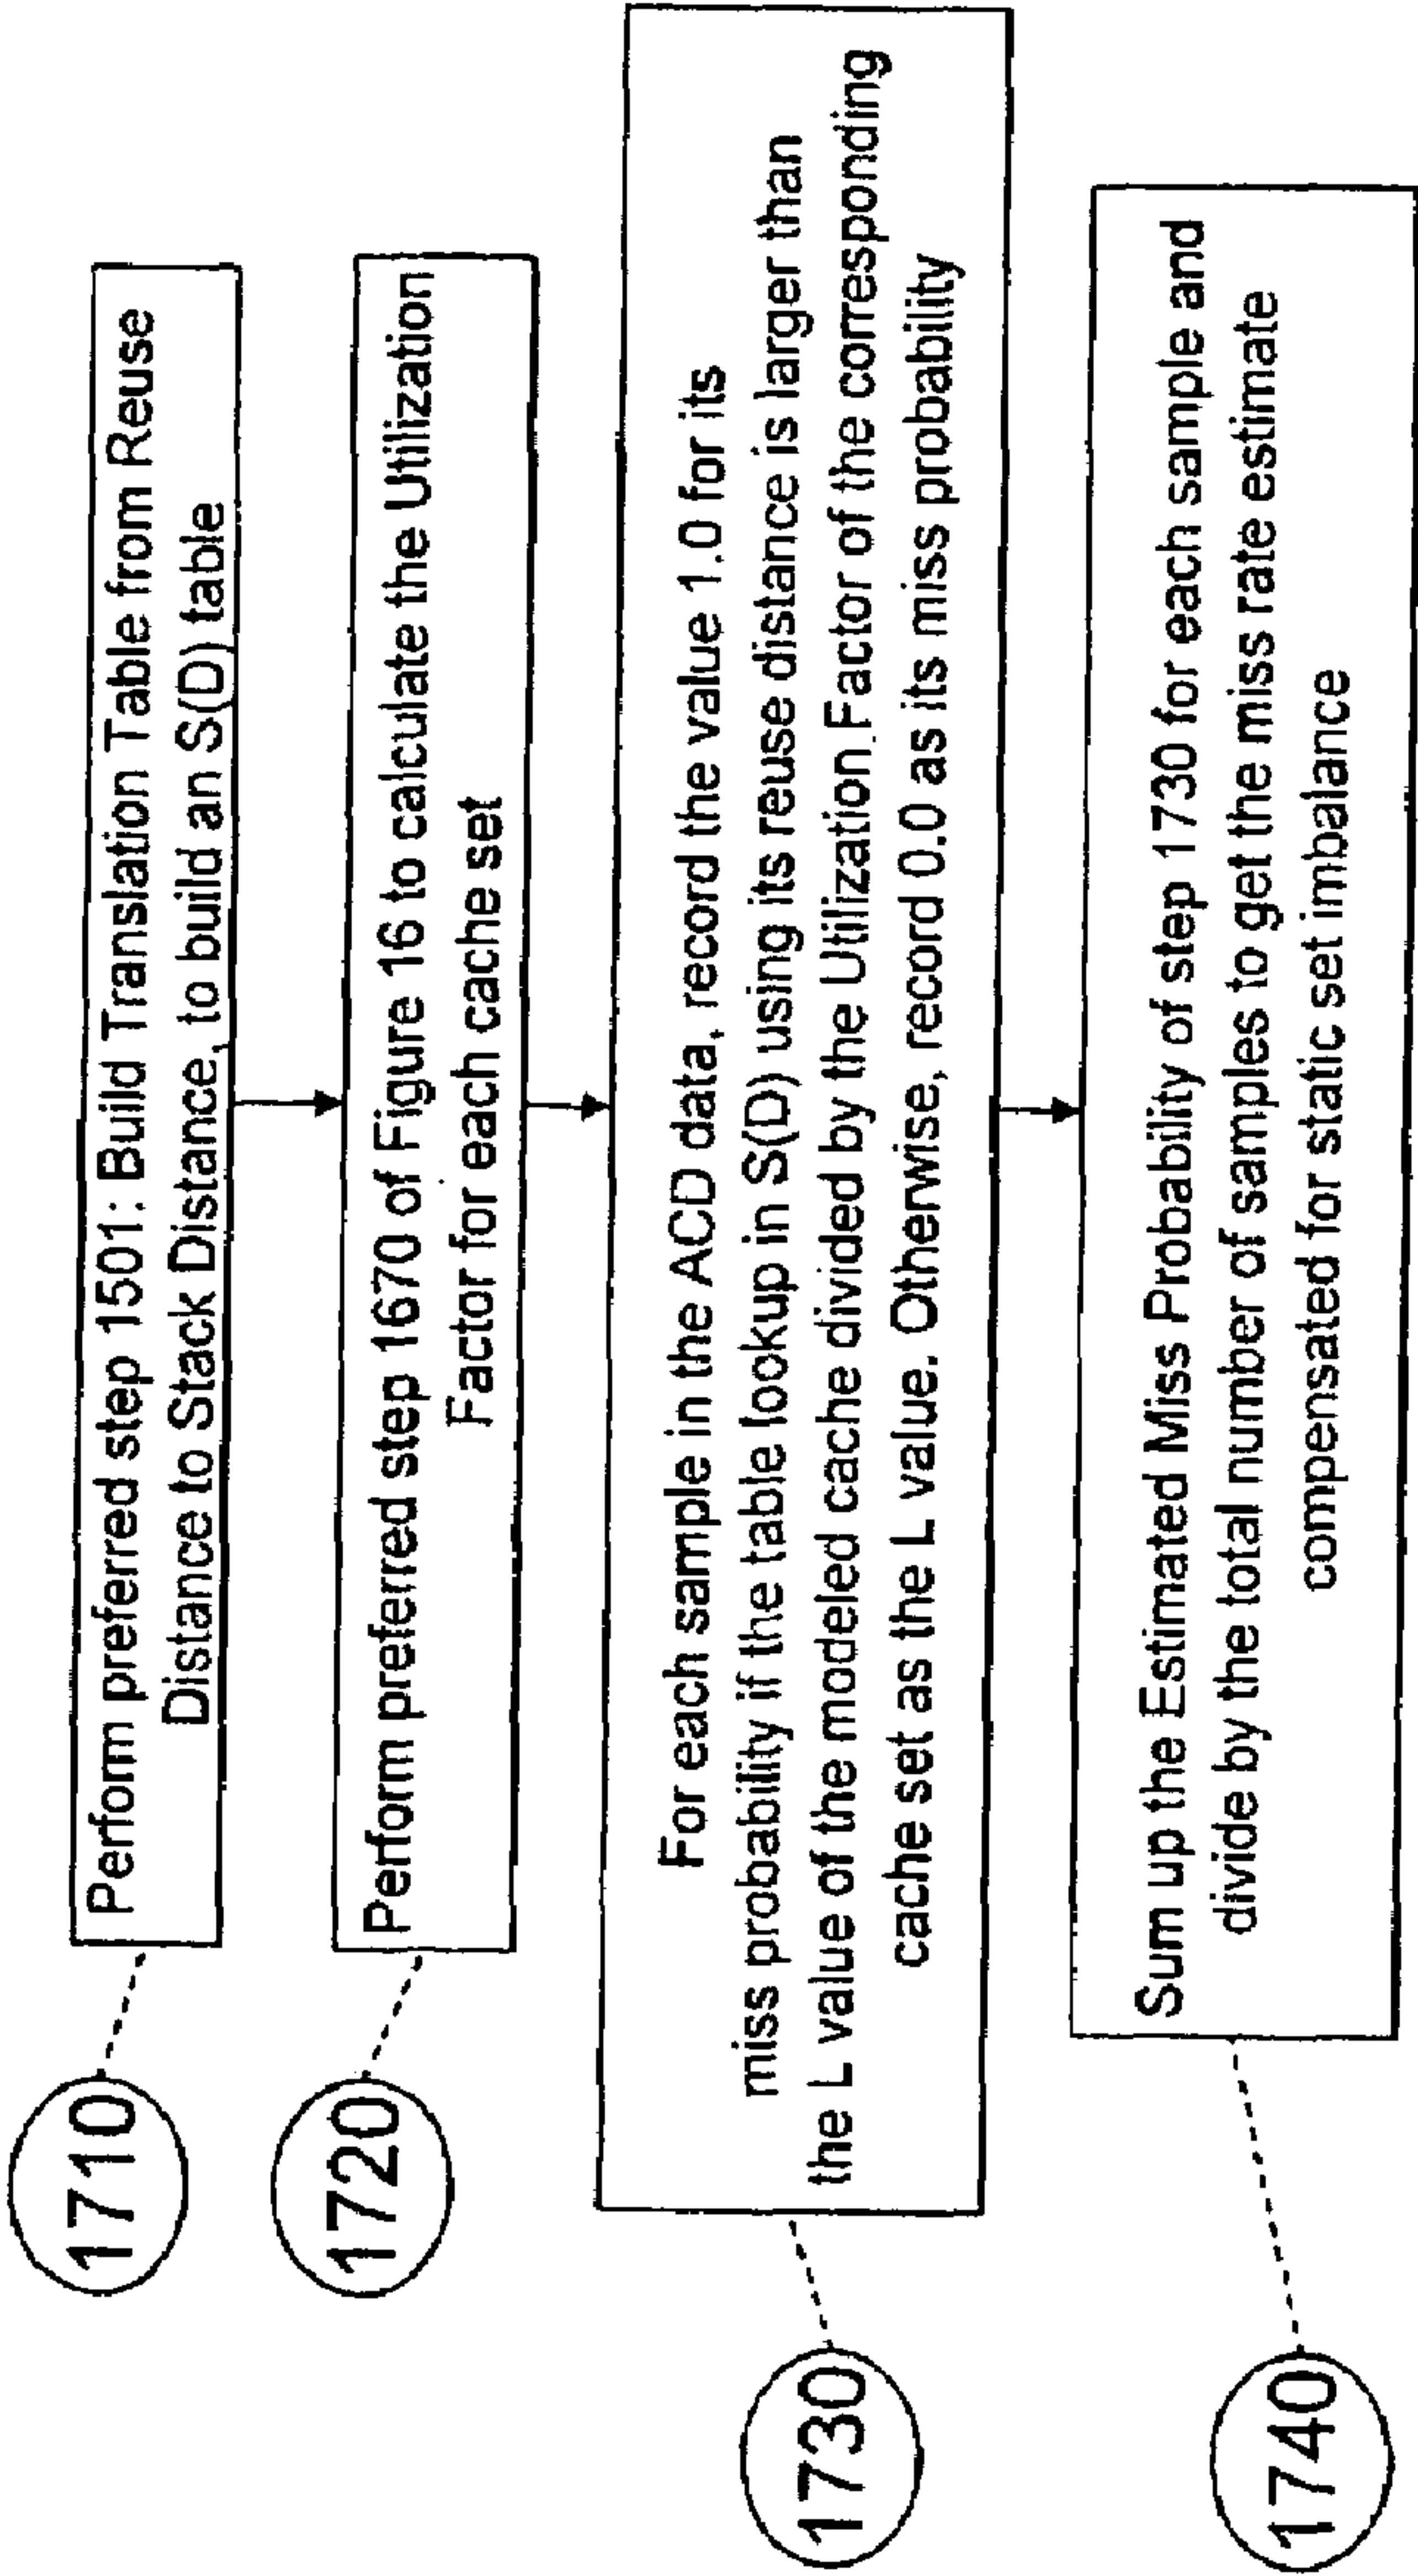 1710
Perform preferred step 1501: Build Translation Table from Reuse
Distance to Stack Distance, to build an S(D) table
1720
Perform preferred step 1670 of Figure 16 to calculate the Utilization
Factor for each cache set
1730
For each sample in the ACD data, record the value 1.0 for its
miss probability if the table lookup in S(D) using its reuse distance is larger than
the L value of the modeled cache divided by the Utilization Factor of the corresponding
cache set as the L value. Otherwise, record 0.0 as its miss probability
1740
Sum up the Estimated Miss Probability of step 1730 for each sample and
divide by the total number of samples to get the miss rate estimate
compensated for static set imbalance